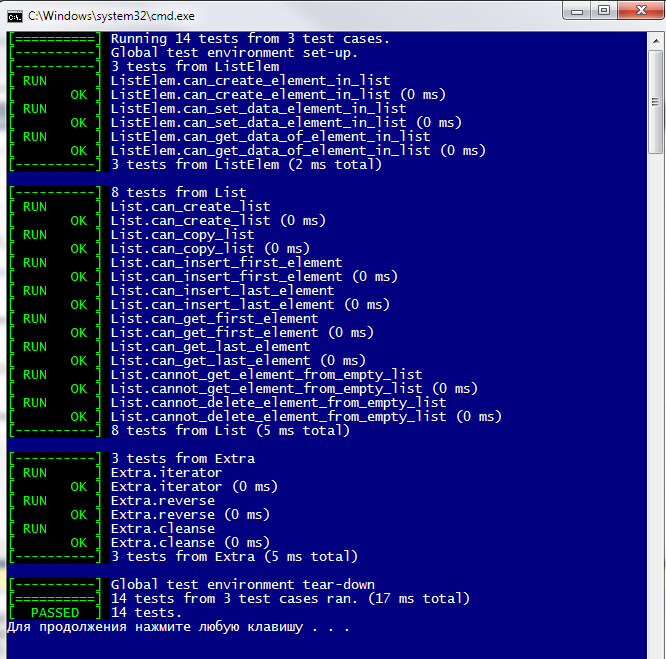 C:\Windows\system32\cmd.exe
[==========] Running 14 tests from 3 test cases.
[----------] Global test environment set-up.
[----------] 3 tests from ListElem
[ RUN      ] ListElem.can_create_element_in_list
[       OK ] ListElem.can_create_element_in_list (0 ms)
[ RUN      ] ListElem.can_set_data_element_in_list
[       OK ] ListElem.can_set_data_element_in_list (0 ms)
[ RUN      ] ListElem.can_get_data_of_element_in_list
[       OK ] ListElem.can_get_data_of_element_in_list (0 ms)
[----------] 3 tests from ListElem (2 ms total)
[----------] 8 tests from List
[ RUN      ] List.can_create_list
[       OK ] List.can_create_list (0 ms)
[ RUN      ] List.can_copy_list
[       OK ] List.can_copy_list (0 ms)
[ RUN      ] List.can_insert_first_element
[       OK ] List.can_insert_first_element (0 ms)
[ RUN      ] List.can_insert_last_element
[       OK ] List.can_insert_last_element (0 ms)
[ RUN      ] List.can_get_first_element
[       OK ] List.can_get_first_element (0 ms)
[ RUN      ] List.can_get_last_element
[       OK ] List.can_get_last_element (0 ms)
[ RUN      ] List.cannot_get_element_from_empty_list
[       OK ] List.cannot_get_element_from_empty_list (0 ms)
[ RUN      ] List.cannot_delete_element_from_empty_list
[       OK ] List.cannot_delete_element_from_empty_list (0 ms)
[----------] 8 tests from List (5 ms total)
[----------] 3 tests from Extra
[ RUN      ] Extra.iterator
[       OK ] Extra.iterator (0 ms)
[ RUN      ] Extra.reverse
[       OK ] Extra.reverse (0 ms)
[ RUN      ] Extra.cleanse
[       OK ] Extra.cleanse (0 ms)
[----------] 3 tests from Extra (5 ms total)
[----------] Global test environment tear-down
[==========] 14 tests from 3 test cases ran. (17 ms total)
[  PASSED  ] 14 tests.
Для продолжения нажмите любую клавишу . . .